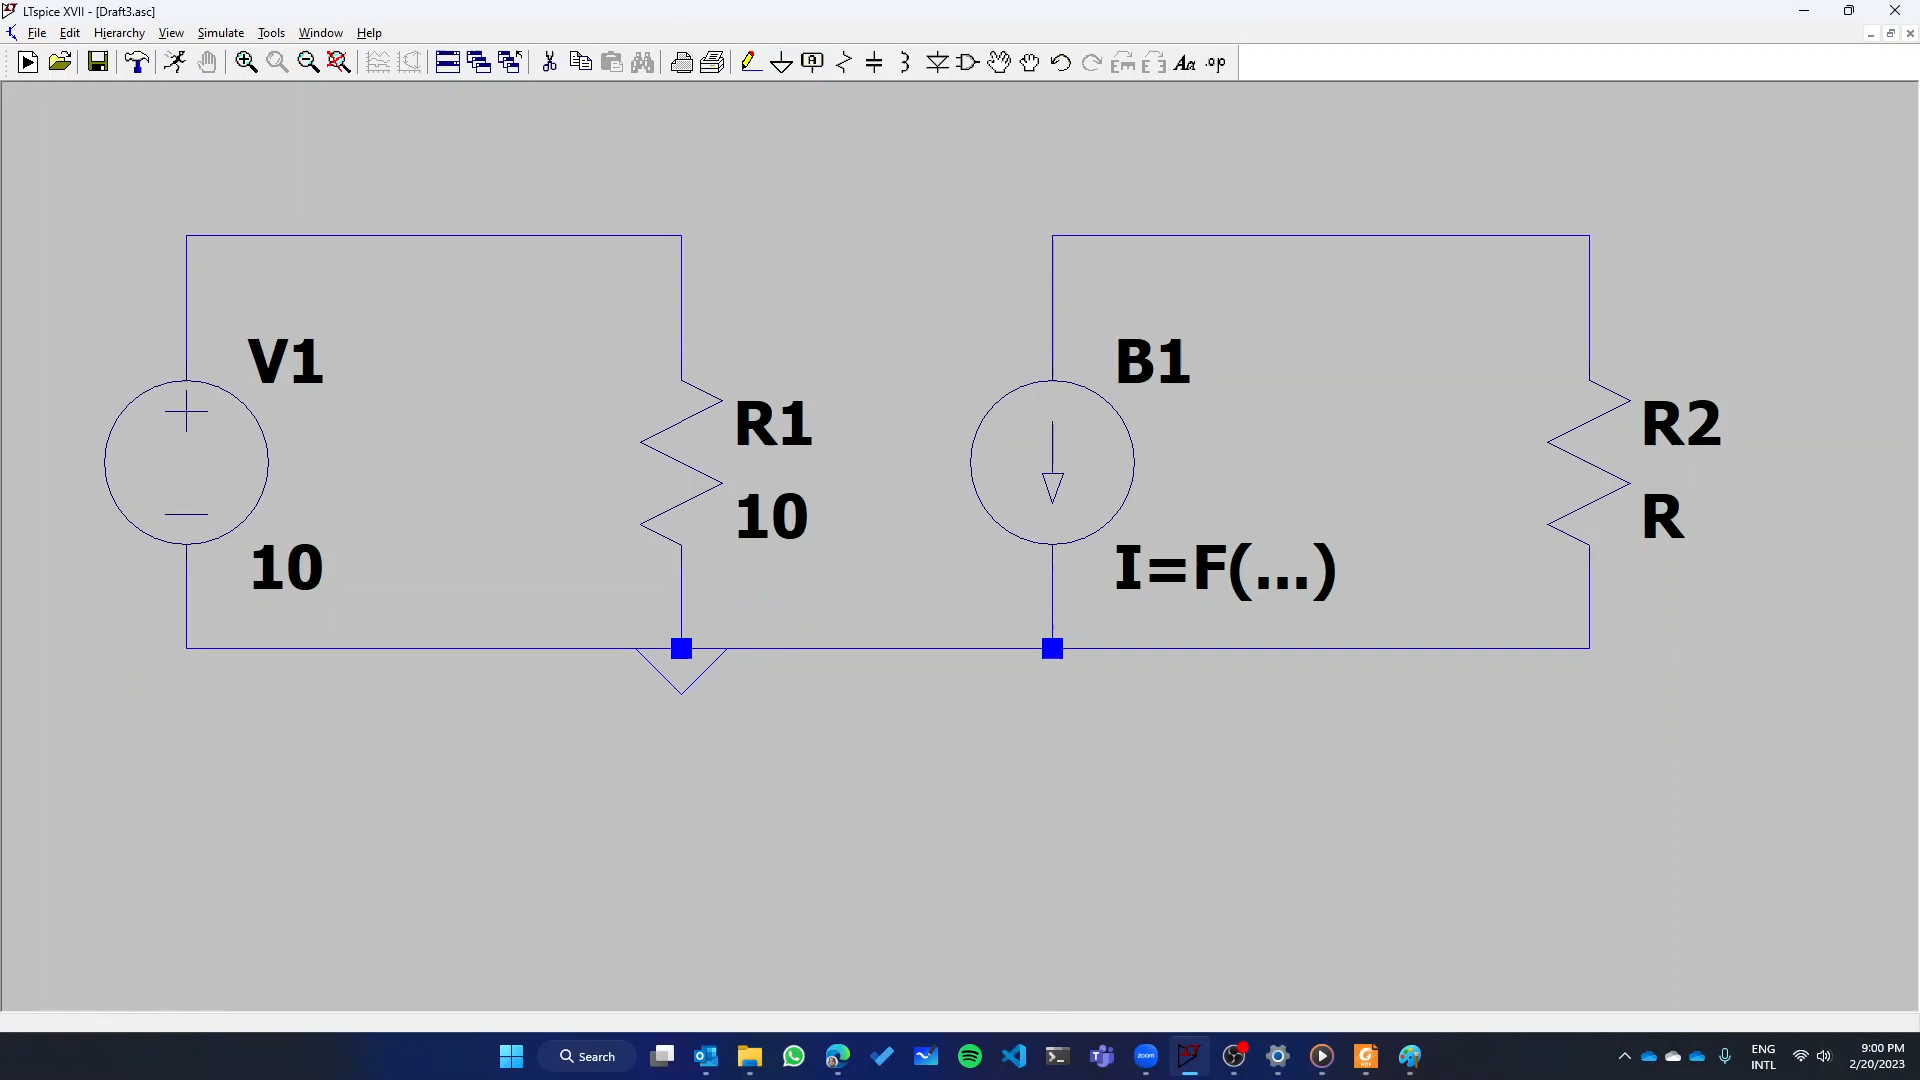 LTspice XVII - [Draft3.asc]
File Edit Hierarchy View Simulate Tools Window Help
V1
10
R1
10
B1
I=F(...)
R2
R
Search
zoom
ENG
INTL
9:00 PM
2/20/2023